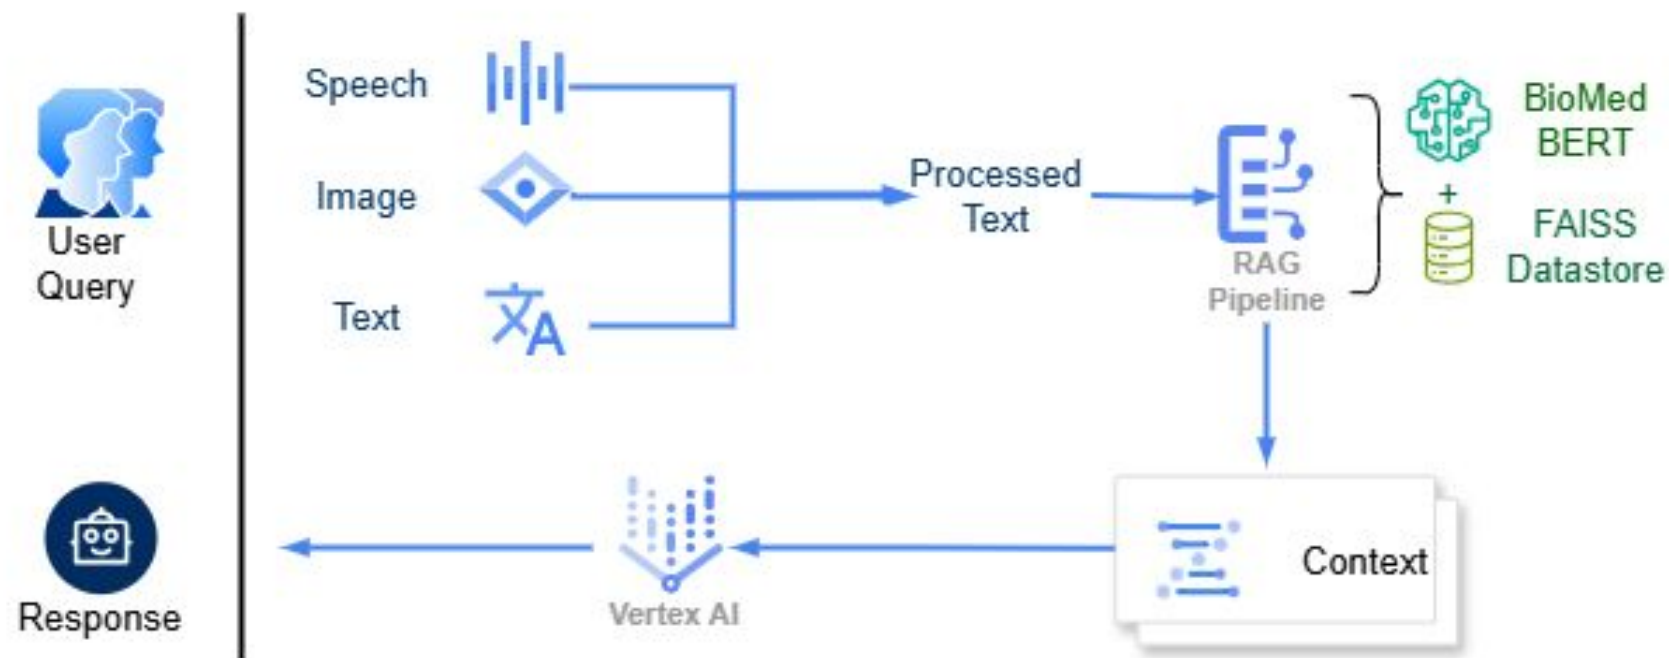 User
Query
Speech
Image
Text
Processed
Text
RAG
Pipeline
BioMed
BERT
+
FAISS
Datastore
Context
Vertex AI
Response